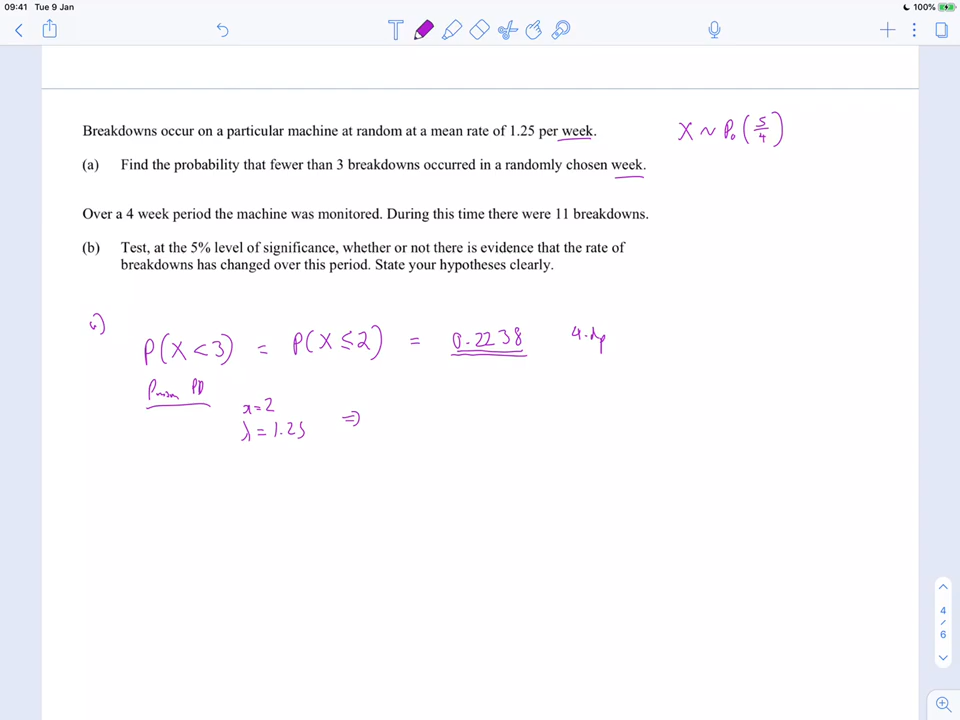 09:41 Tue 9 Jan
100%
T
Breakdowns occur on a particular machine at random at a mean rate of 1.25 per week.
X ~ Po (5/4)
(a) Find the probability that fewer than 3 breakdowns occurred in a randomly chosen week.
Over a 4 week period the machine was monitored. During this time there were 11 breakdowns.
(b) Test, at the 5% level of significance, whether or not there is evidence that the rate of
breakdowns has changed over this period. State your hypotheses clearly.
P(X < 3) = P(X ≤ 2) = 0.2238 4.dp
PD
x = 2
λ = 1.25 ⇒
4
/
6